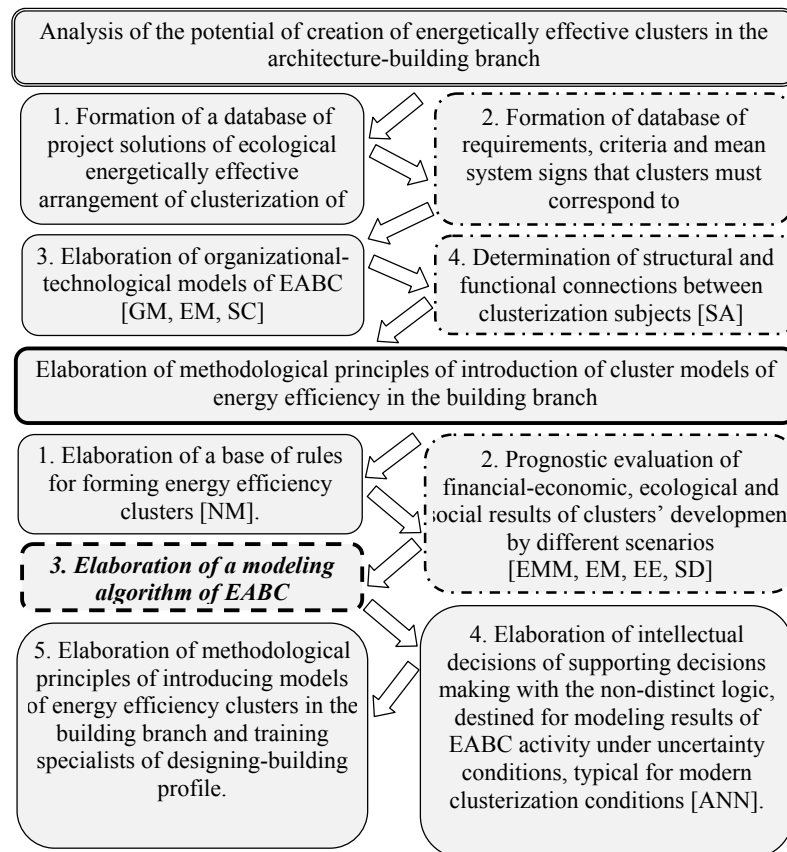 Analysis of the potential of creation of energetically effective clusters in the
architecture-building branch
1. Formation of a database of
project solutions of ecological
energetically effective
arrangement of clusterization of
2. Formation of database of
requirements, criteria and mean
system signs that clusters must
correspond to
3. Elaboration of organizational-
technological models of EABC
[GM, EM, SC]
4. Determination of structural and
functional connections between
clusterization subjects [SA]
Elaboration of methodological principles of introduction of cluster models of
energy efficiency in the building branch
1. Elaboration of a base of rules
for forming energy efficiency
clusters [NM].
2. Prognostic evaluation of
financial-economic, ecological and
social results of clusters’ development
by different scenarios
[EMM, EM, EE, SD]
3. Elaboration of a modeling
algorithm of EABC
4. Elaboration of intellectual
decisions of supporting decisions
making with the non-distinct logic,
destined for modeling results of
EABC activity under uncertainty
conditions, typical for modern
clusterization conditions [ANN].
5. Elaboration of methodological
principles of introducing models
of energy efficiency clusters in the
building branch and training
specialists of designing-building
profile.